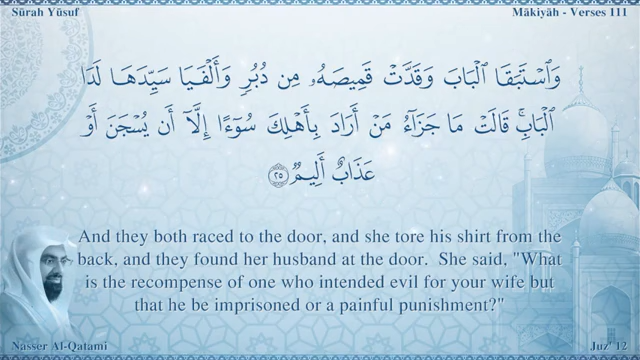 Sūrah Yūsuf
Mākiyāh - Verses 111
وَٱسْتَبَقَا ٱلْبَابَ وَقَدَّتْ قَمِيصَهُۥ مِن دُبُرٍ وَأَلْفَيَا سَيِّدَهَا لَدَا
ٱلْبَابِ ۚ قَالَتْ مَا جَزَآءُ مَنْ أَرَادَ بِأَهْلِكَ سُوٓءًا إِلَّآ أَن يُسْجَنَ أَوْ
عَذَابٌ أَلِيمٌ ٢٥
And they both raced to the door, and she tore his shirt from the
back, and they found her husband at the door. She said, "What
is the recompense of one who intended evil for your wife but
that he be imprisoned or a painful punishment?"
Nasser Al-Qatami
Juz' 12